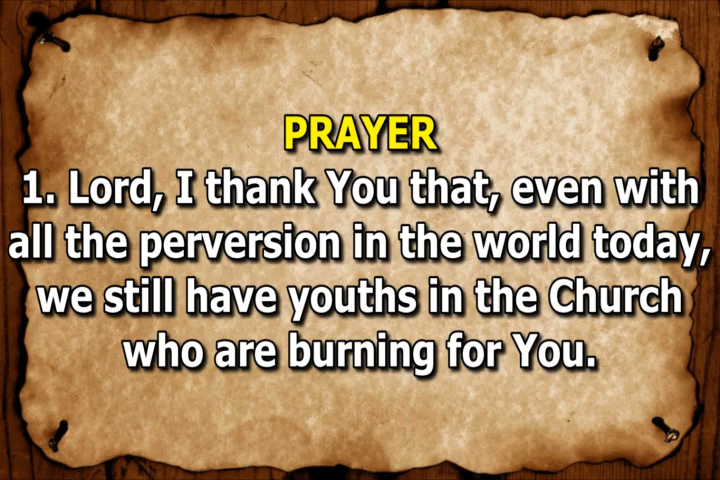 PRAYER
1. Lord, I thank You that, even with
all the perversion in the world today,
we still have youths in the Church
who are burning for You.